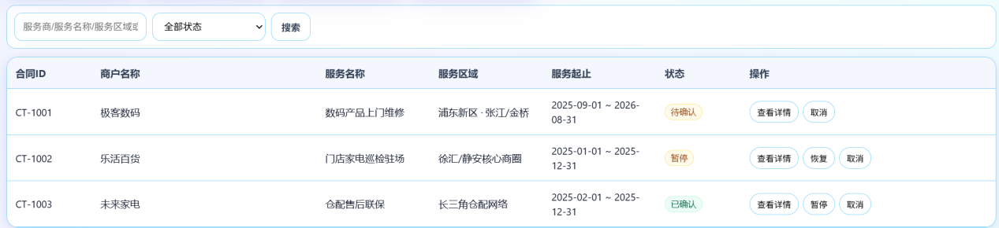 服务商/服务名称/服务区域或 全部状态 搜索
合同ID 商户名称 服务名称 服务区域 服务起止 状态 操作
CT-1001 极客数码 数码产品上门维修 浦东新区 · 张江/金桥 2025-09-01 ~ 2026-
08-31 待确认 查看详情 取消
CT-1002 乐活百货 门店家电巡检驻场 徐汇/静安核心商圈 2025-01-01 ~ 2025-
12-31 暂停 查看详情 恢复 取消
CT-1003 未来家电 仓配售后联保 长三角仓配网络 2025-02-01 ~ 2025-
12-31 已确认 查看详情 暂停 取消